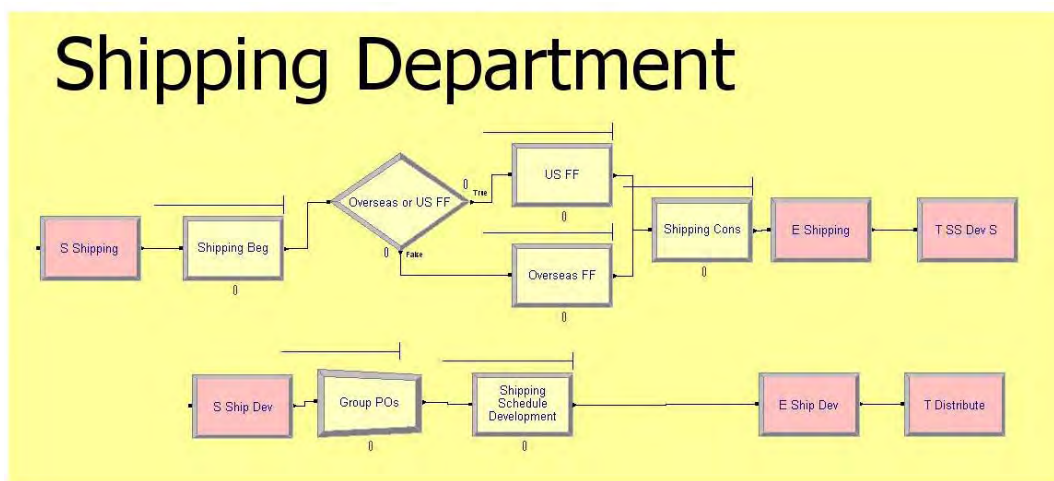 Shipping Department
S Shipping
Shipping Beg
0
Overseas or US FF
0
True
0
False
US FF
0
Overseas FF
0
Shipping Cons
0
E Shipping
T SS Dev S
S Ship Dev
Group POs
0
Shipping
Schedule
Development
0
E Ship Dev
T Distribute